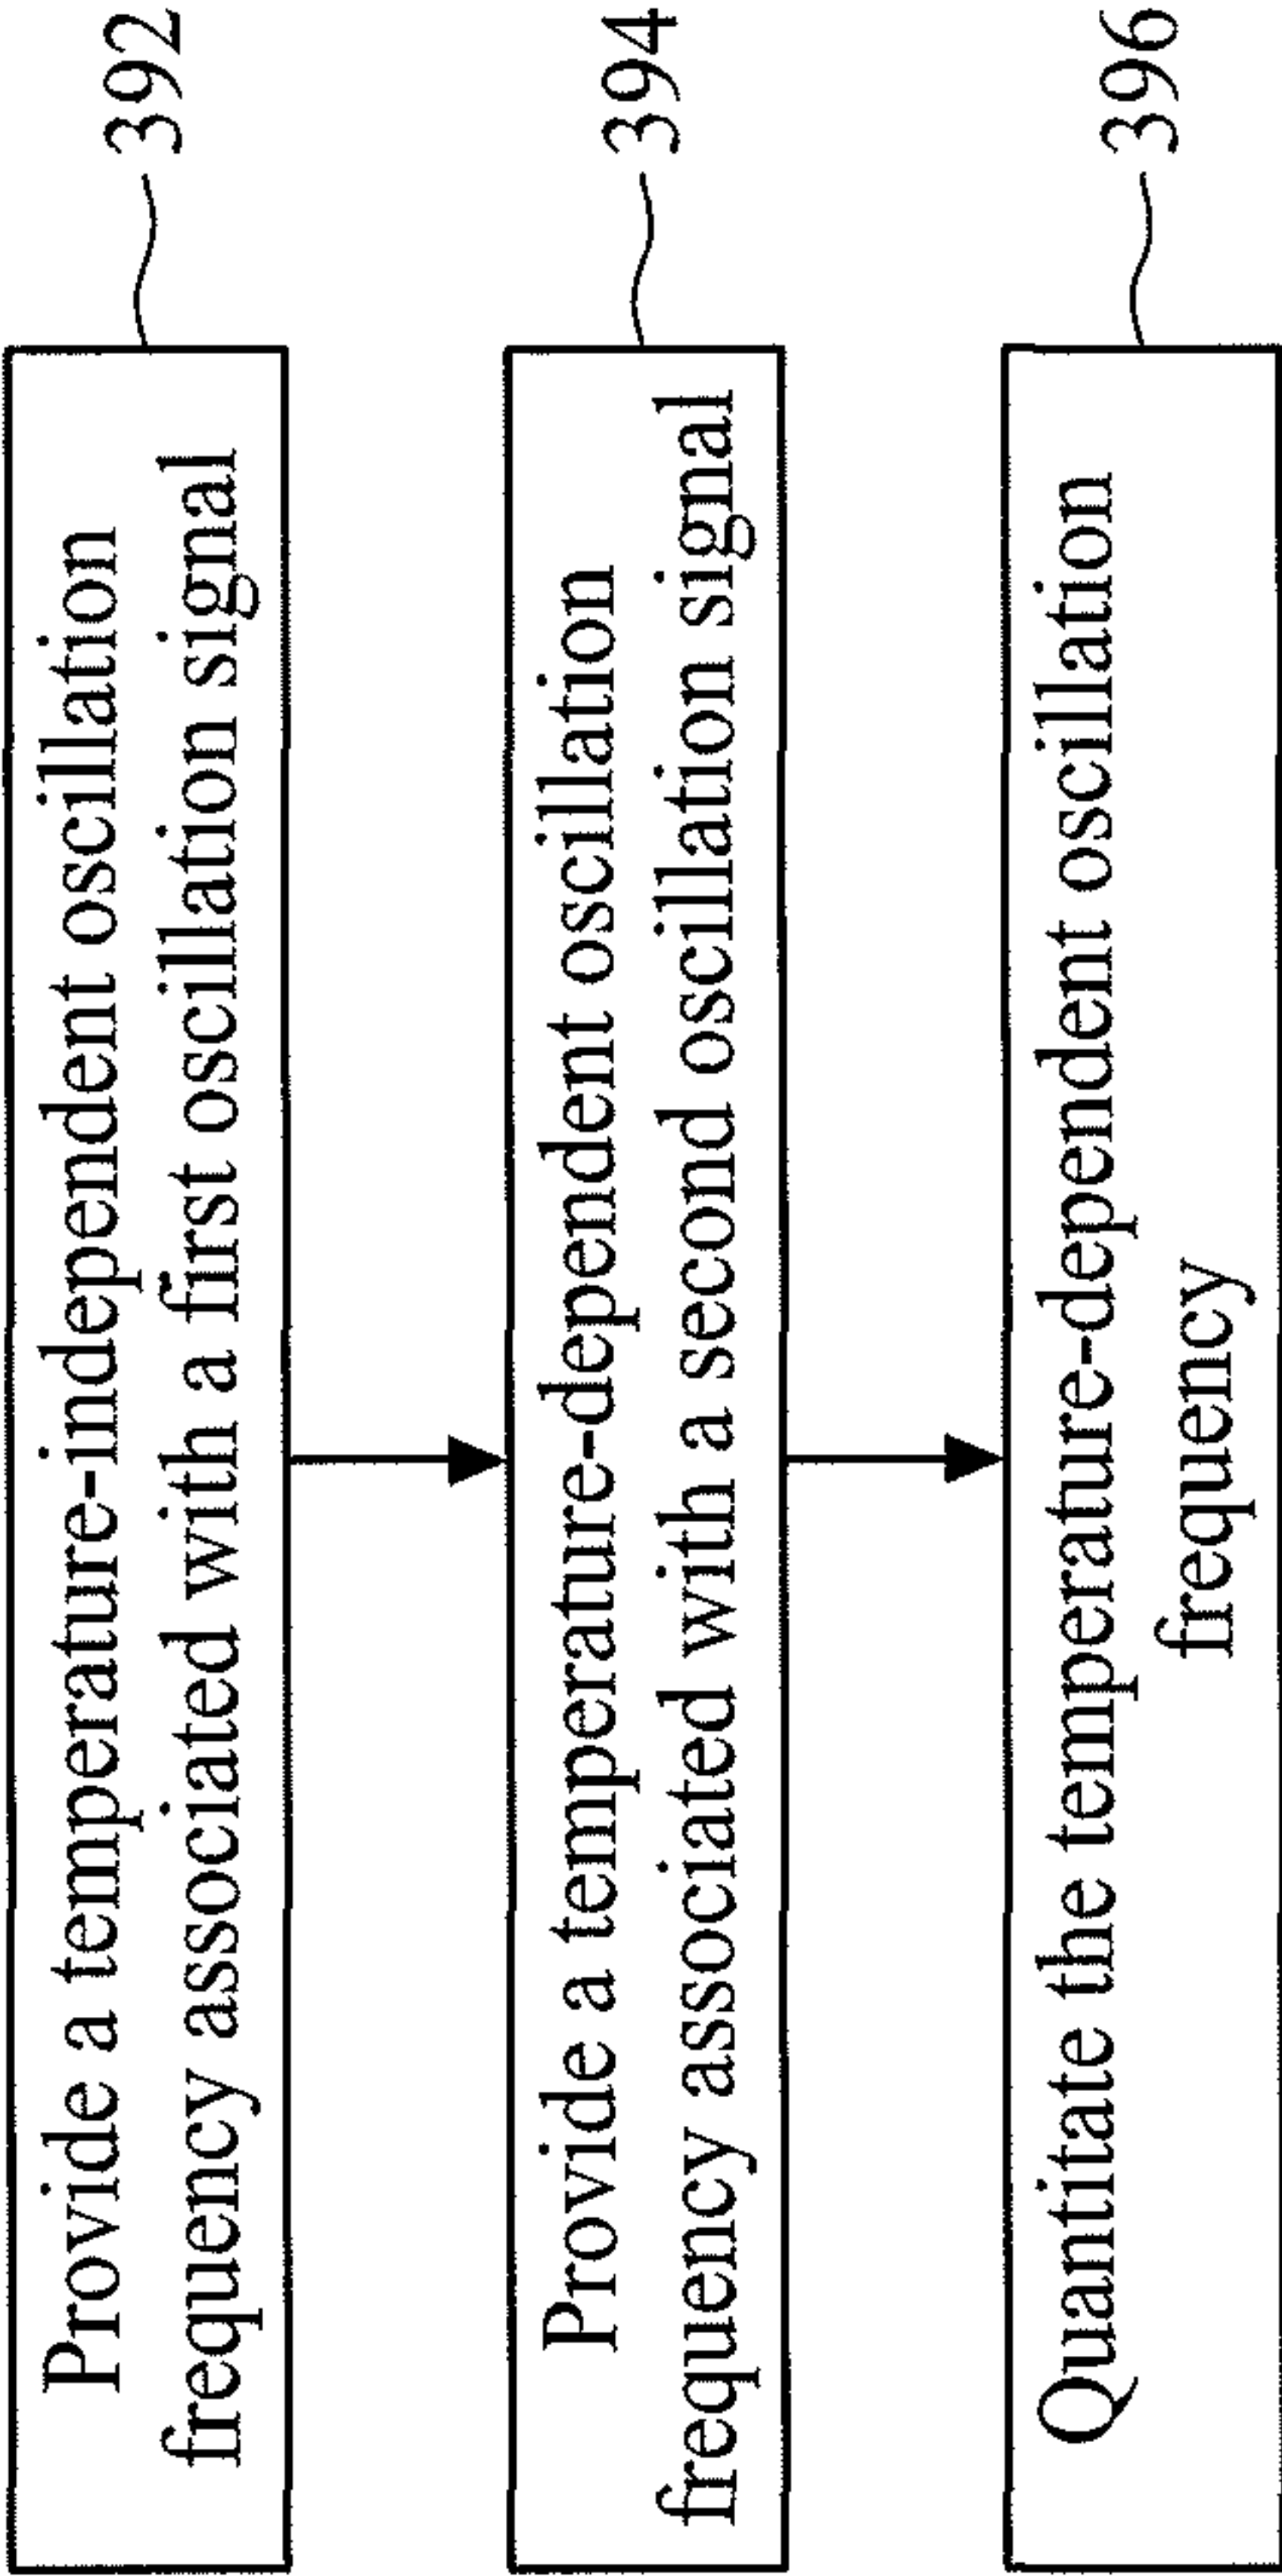 Provide a temperature-independent oscillation
frequency associated with a first oscillation signal
392
Provide a temperature-dependent oscillation
frequency associated with a second oscillation signal
394
Quantitate the temperature-dependent oscillation
frequency
396